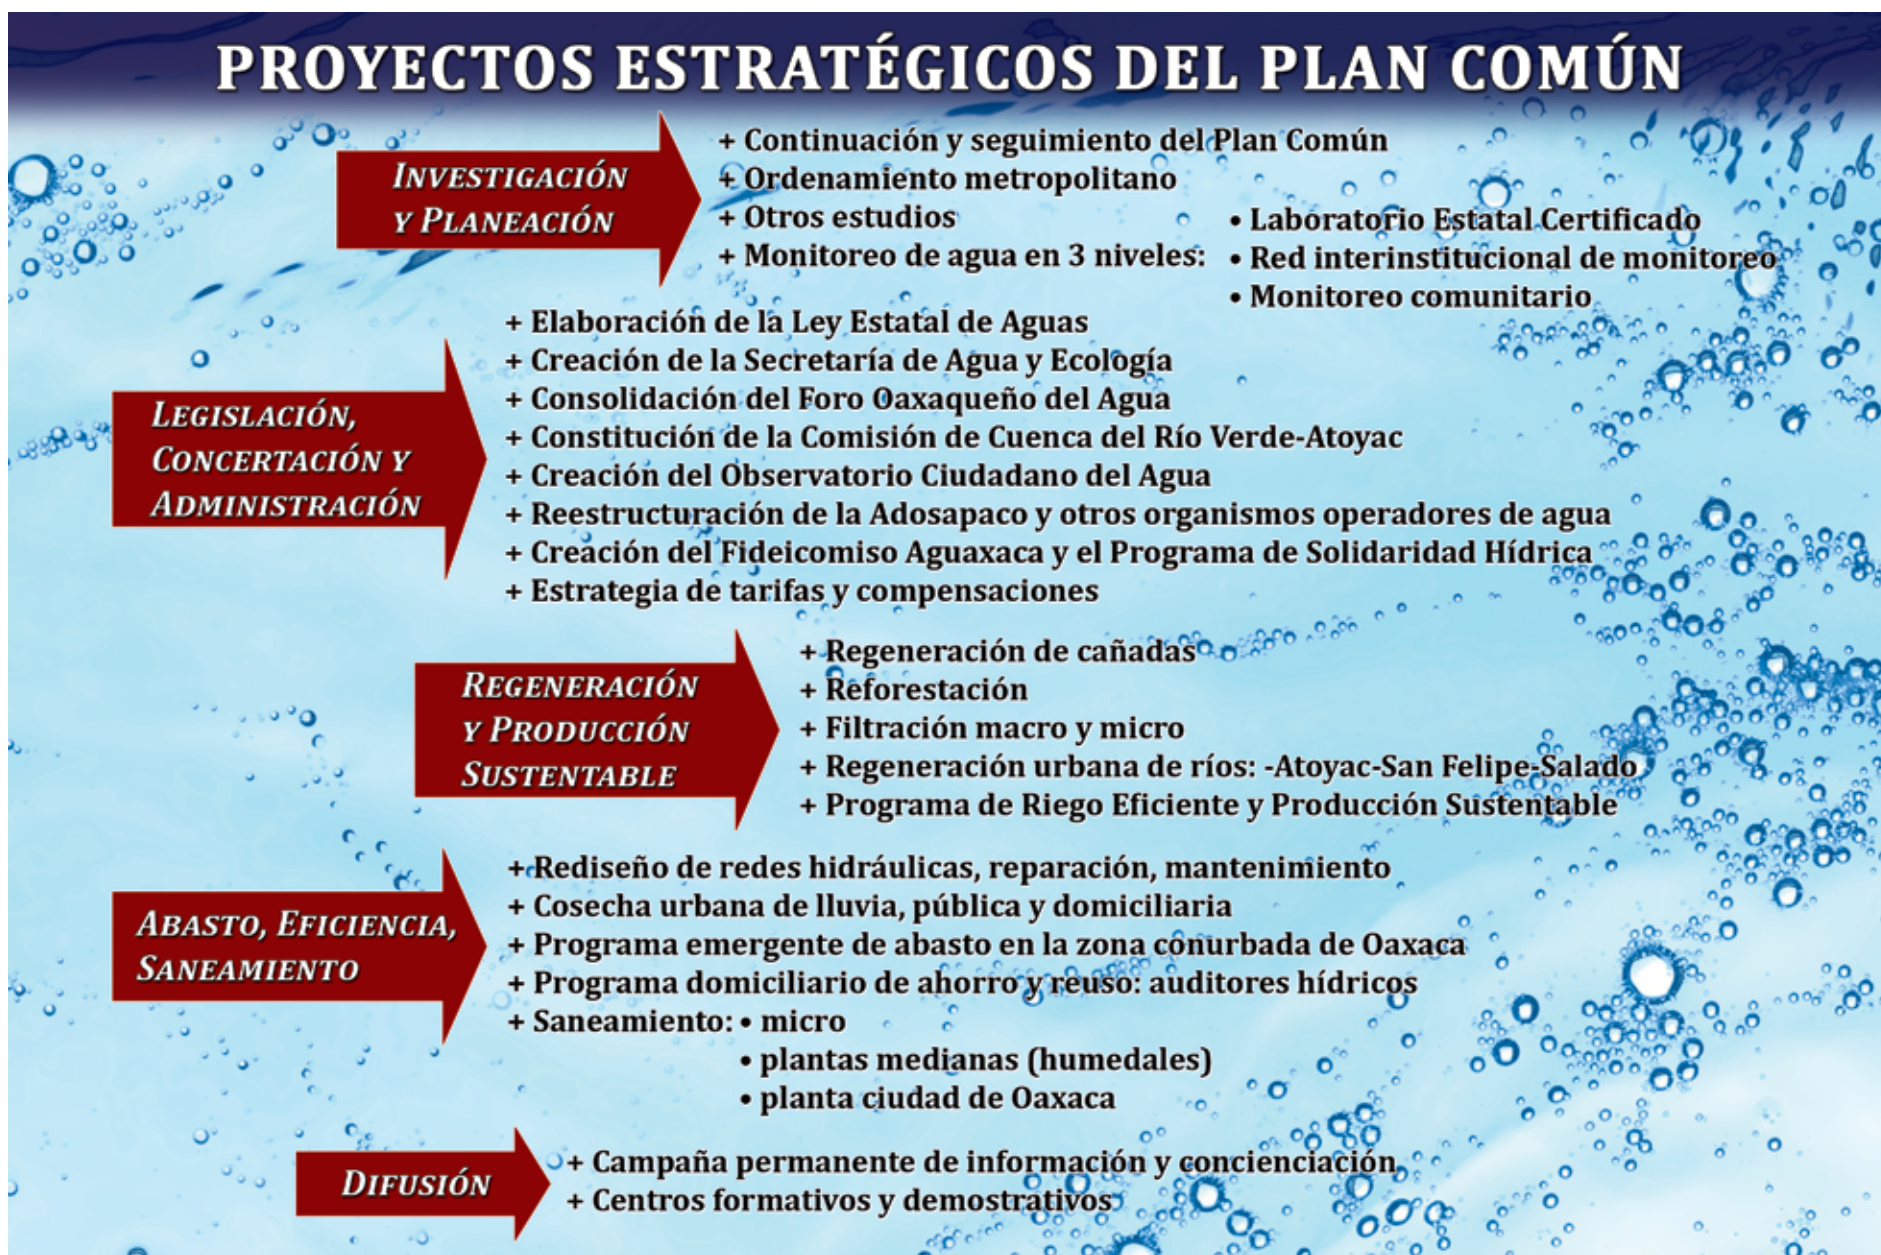 PROYECTOS ESTRATÉGICOS DEL PLAN COMÚN
INVESTIGACIÓN
Y PLANEACIÓN
+ Continuación y seguimiento del Plan Común
+ Ordenamiento metropolitano
+ Otros estudios
+ Monitoreo de agua en 3 niveles:
• Laboratorio Estatal Certificado
• Red interinstitucional de monitoreo
• Monitoreo comunitario
LEGISLACIÓN,
CONCERTACIÓN Y
ADMINISTRACIÓN
+ Elaboración de la Ley Estatal de Aguas
+ Creación de la Secretaría de Agua y Ecología
+ Consolidación del Foro Oaxaqueño del Agua
+ Constitución de la Comisión de Cuenca del Río Verde-Atoyac
+ Creación del Observatorio Ciudadano del Agua
+ Reestructuración de la Adosapaco y otros organismos operadores de agua
+ Creación del Fideicomiso Aguaxaca y el Programa de Solidaridad Hídrica
+ Estrategia de tarifas y compensaciones
REGENERACIÓN
Y PRODUCCIÓN
SUSTENTABLE
+ Regeneración de cañadas
+ Reforestación
+ Filtración macro y micro
+ Regeneración urbana de ríos: -Atoyac-San Felipe-Salado
+ Programa de Riego Eficiente y Producción Sustentable
ABASTO, EFICIENCIA,
SANEAMIENTO
+ Rediseño de redes hidráulicas, reparación, mantenimiento
+ Cosecha urbana de lluvia, pública y domiciliaria
+ Programa emergente de abasto en la zona conurbada de Oaxaca
+ Programa domiciliario de ahorro y reuso: auditores hídricos
+ Saneamiento: • micro
• plantas medianas (humedales)
• planta ciudad de Oaxaca
DIFUSIÓN
+ Campaña permanente de información y concienciación
+ Centros formativos y demostrativos